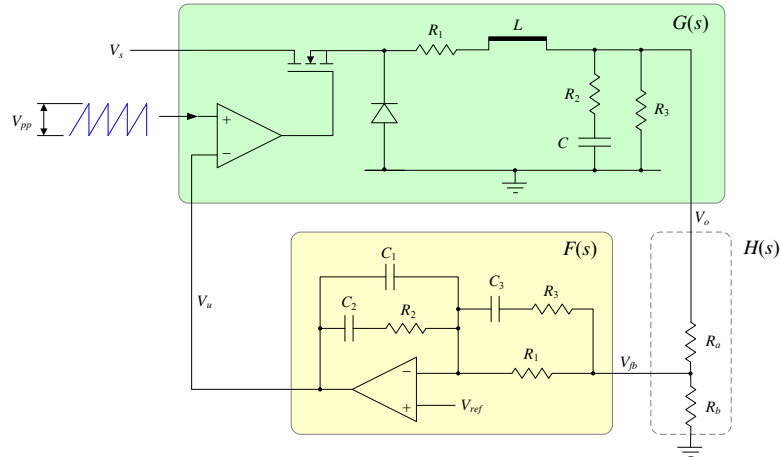 G(s)
V_s
R_1
L
R_2
R_3
C
V_pp
+
−
V_o
F(s)
H(s)
C_1
C_2
R_2
C_3
R_3
V_u
R_1
V_fb
−
+
V_ref
R_a
R_b